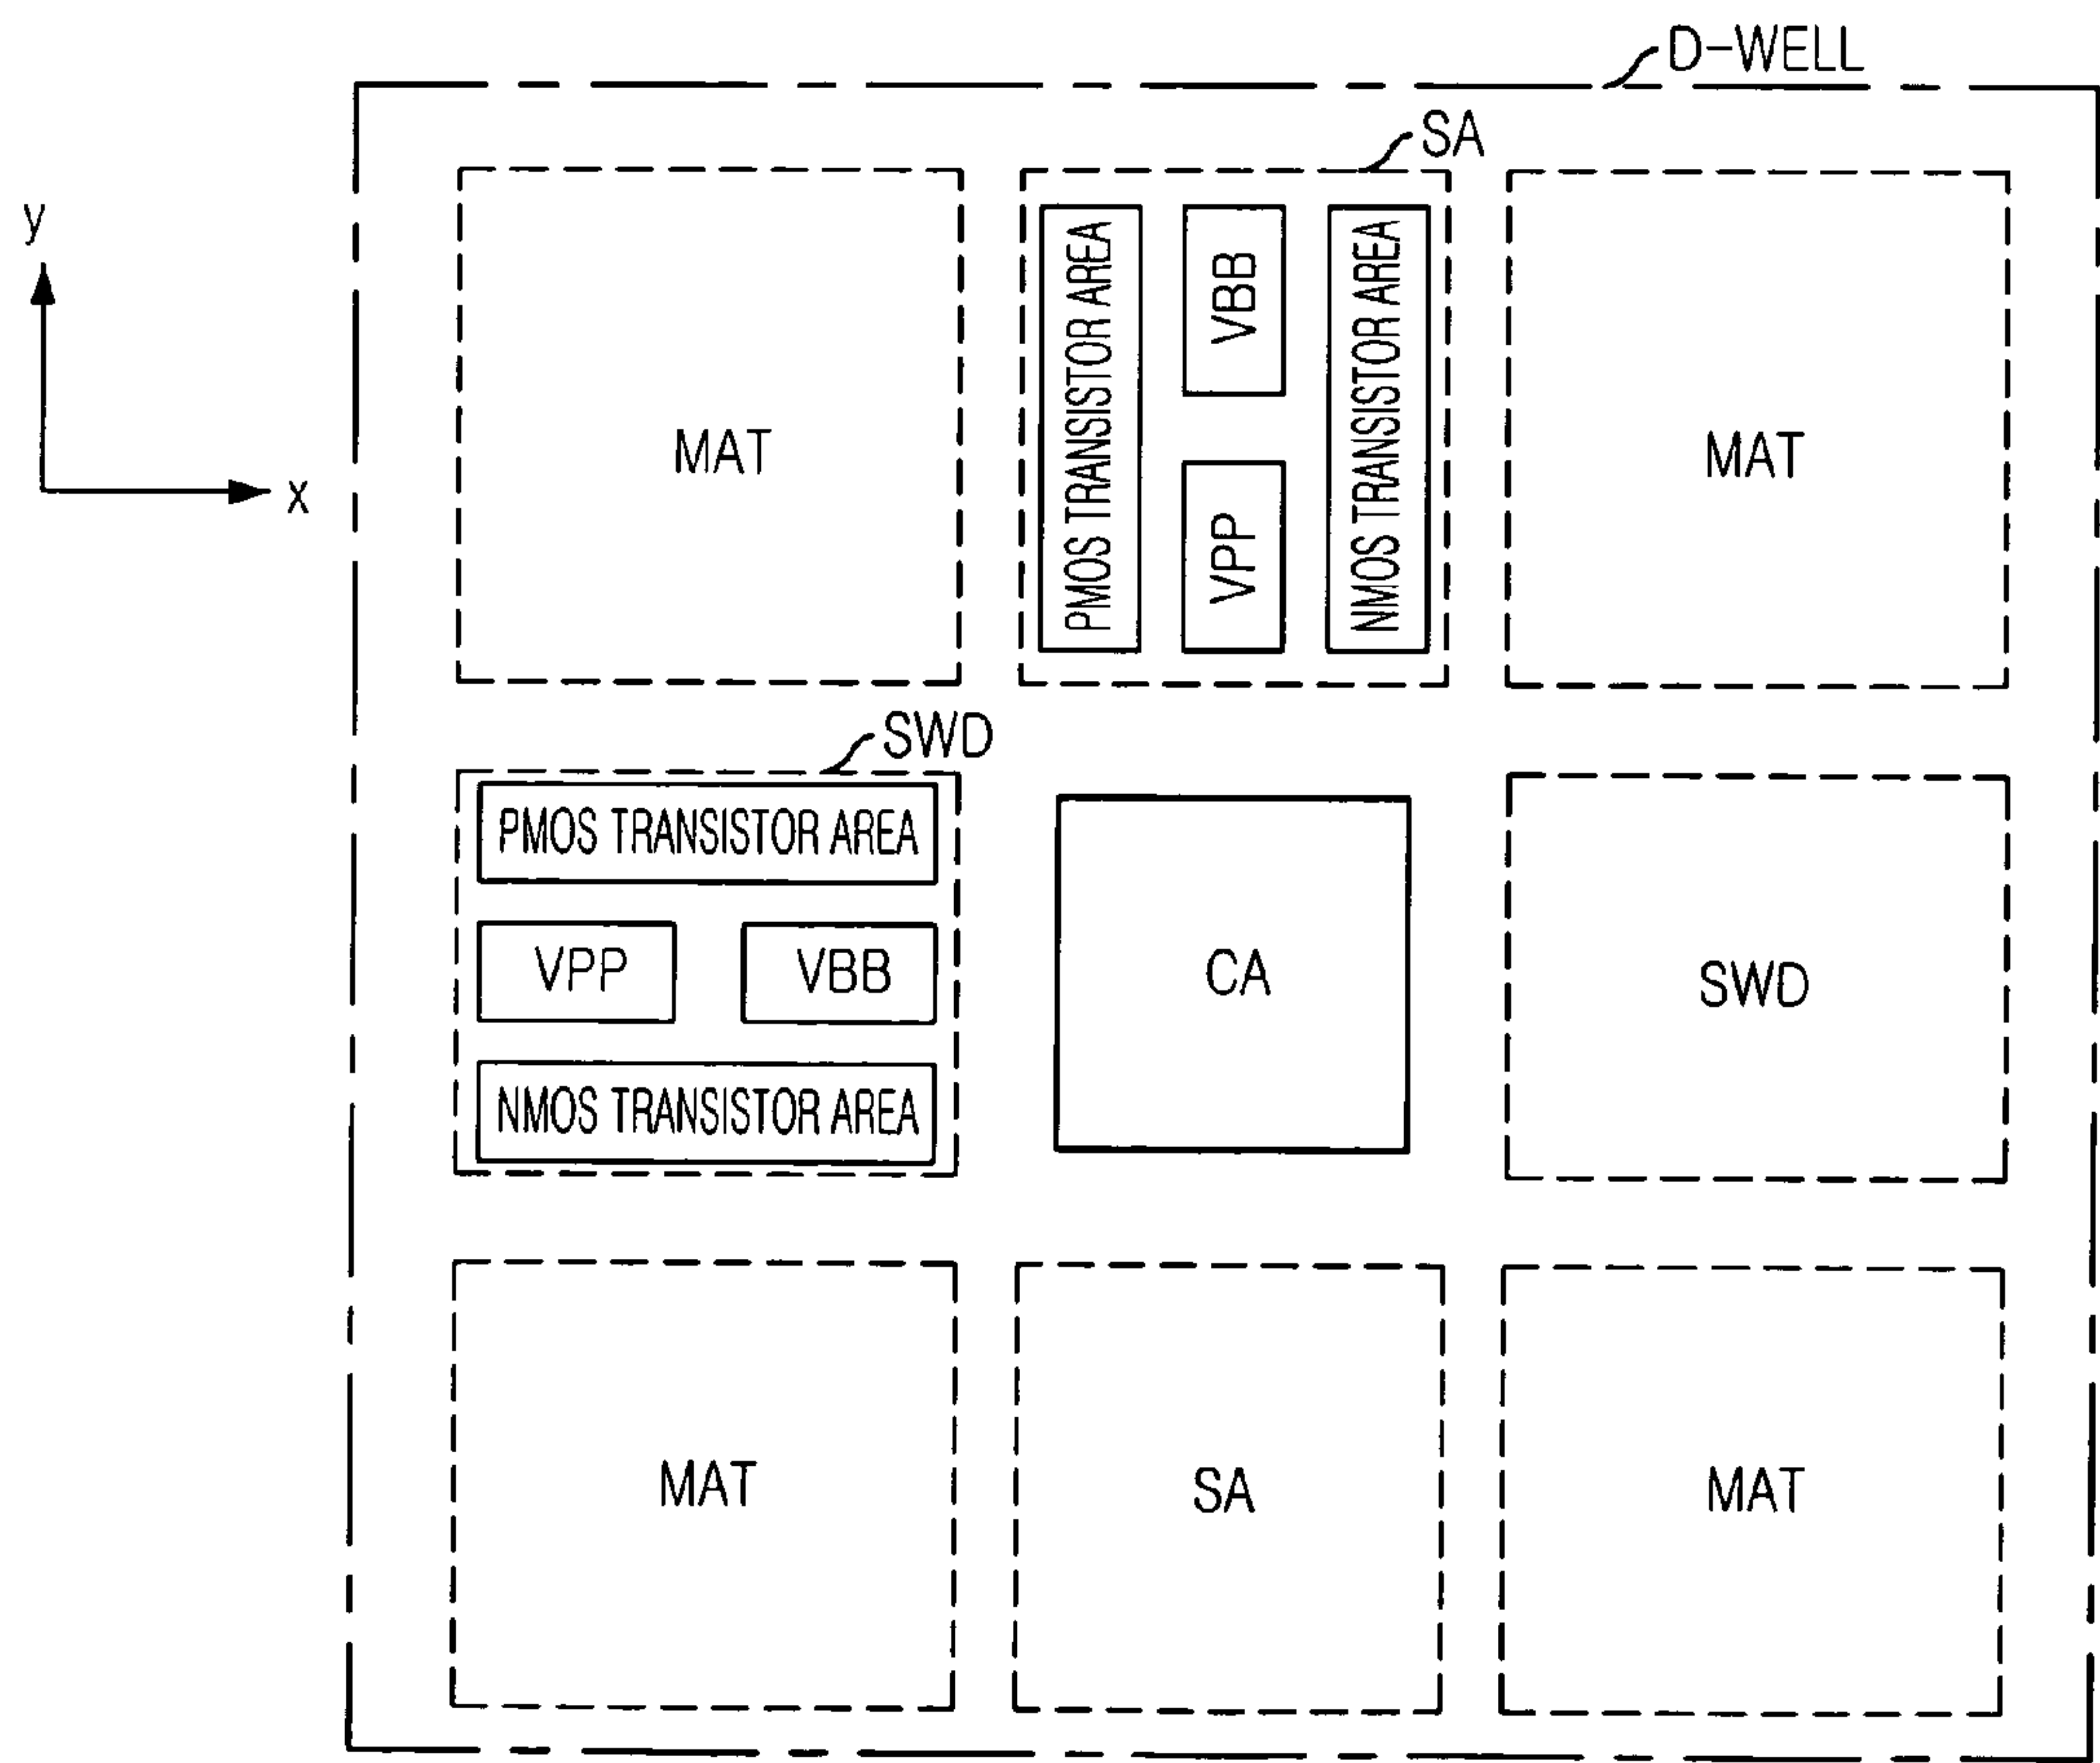 D-WELL
SA
y
x
MAT
PMOS TRANSISTOR AREA
VBB
VPP
NMOS TRANSISTOR AREA
MAT
SWD
PMOS TRANSISTOR AREA
VPP
VBB
NMOS TRANSISTOR AREA
CA
SWD
MAT
SA
MAT